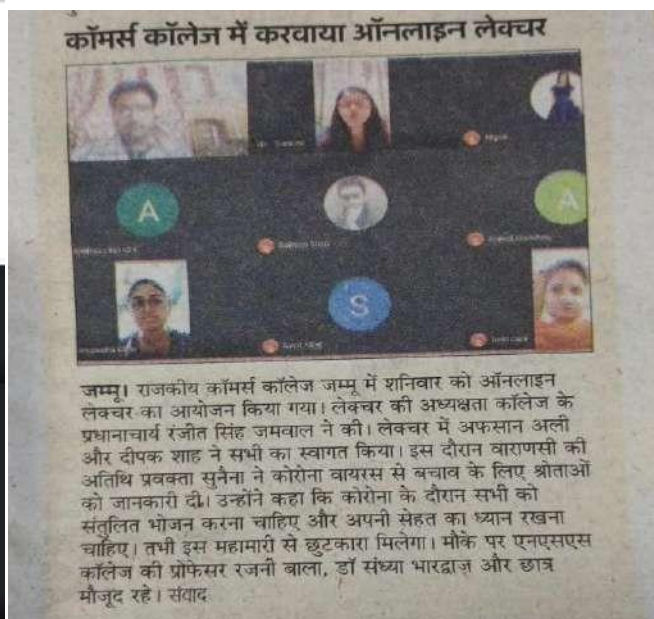 कॉमर्स कॉलेज में करवाया ऑनलाइन लेक्चर
A
A
S
जम्मू। राजकीय कॉमर्स कॉलेज जम्मू में शनिवार को ऑनलाइन
लेक्चर का आयोजन किया गया। लेक्चर की अध्यक्षता कॉलेज के
प्रधानाचार्य रंजीत सिंह जमवाल ने की। लेक्चर में अफसान अली
और दीपक शाह ने सभी का स्वागत किया। इस दौरान वाराणसी की
अतिथि प्रवक्ता सुनैना ने कोरोना वायरस से बचाव के लिए श्रोताओं
को जानकारी दी। उन्होंने कहा कि कोरोना के दौरान सभी को
संतुलित भोजन करना चाहिए और अपनी सेहत का ध्यान रखना
चाहिए। तभी इस महामारी से छुटकारा मिलेगा। मौके पर एनएसएस
कॉलेज की प्रोफेसर रजनी बाला, डॉ संध्या भारद्वाज और छात्र
मौजूद रहे। संवाद